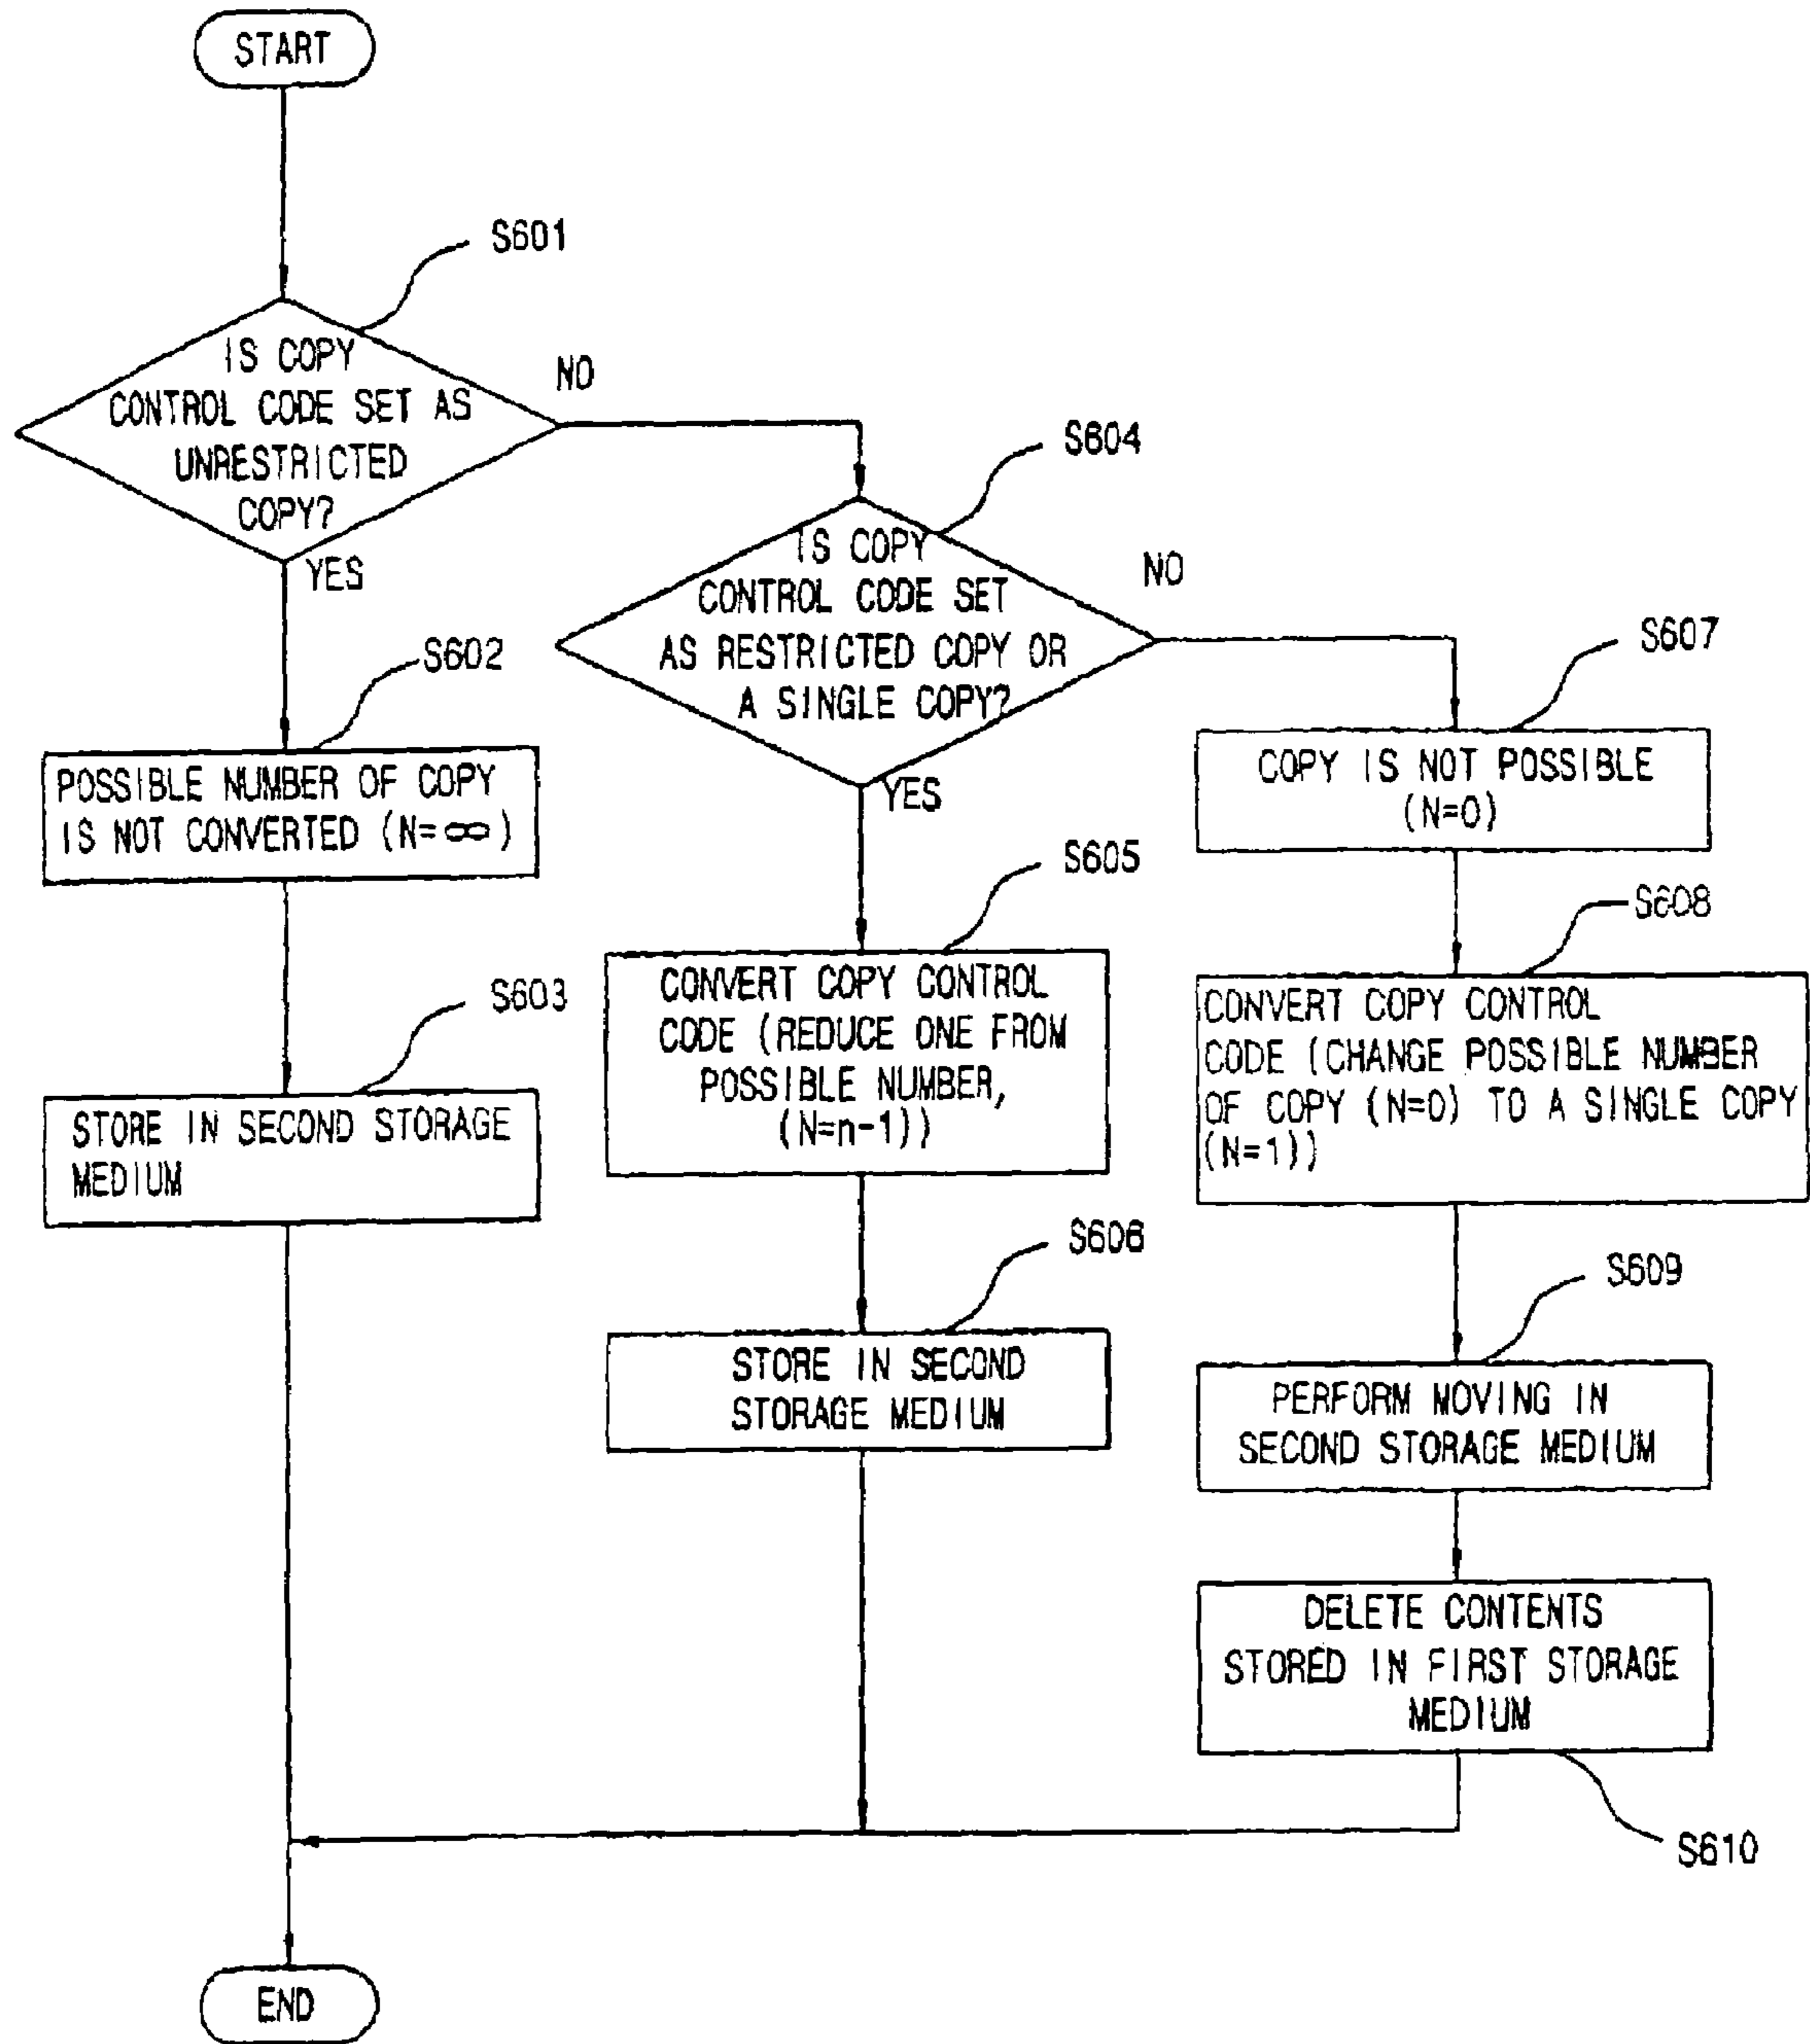 START
S601
IS COPY
CONTROL CODE SET AS
UNRESTRICTED
COPY?
NO
YES
S604
IS COPY
CONTROL CODE SET
AS RESTRICTED COPY OR
A SINGLE COPY?
NO
YES
S602
POSSIBLE NUMBER OF COPY
IS NOT CONVERTED (N=∞)
S607
COPY IS NOT POSSIBLE
(N=0)
S603
STORE IN SECOND STORAGE
MEDIUM
S605
CONVERT COPY CONTROL
CODE (REDUCE ONE FROM
POSSIBLE NUMBER,
(N=n-1))
S608
CONVERT COPY CONTROL
CODE (CHANGE POSSIBLE NUMBER
OF COPY (N=0) TO A SINGLE COPY
(N=1))
S606
STORE IN SECOND
STORAGE MEDIUM
S609
PERFORM MOVING IN
SECOND STORAGE MEDIUM
DELETE CONTENTS
STORED IN FIRST STORAGE
MEDIUM
S610
END